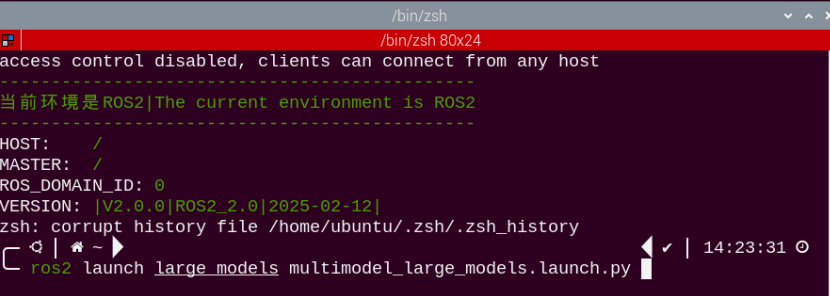 /bin/zsh
/bin/zsh 80x24
access control disabled, clients can connect from any host
----------------------------------------------
当前环境是ROS2|The current environment is ROS2
----------------------------------------------
HOST: /
MASTER: /
ROS_DOMAIN_ID: 0
VERSION: |V2.0.0|ROS2_2.0|2025-02-12|
zsh: corrupt history file /home/ubuntu/.zsh/.zsh_history
~ ✔ 14:23:31
ros2 launch large_models multimodel_large_models.launch.py